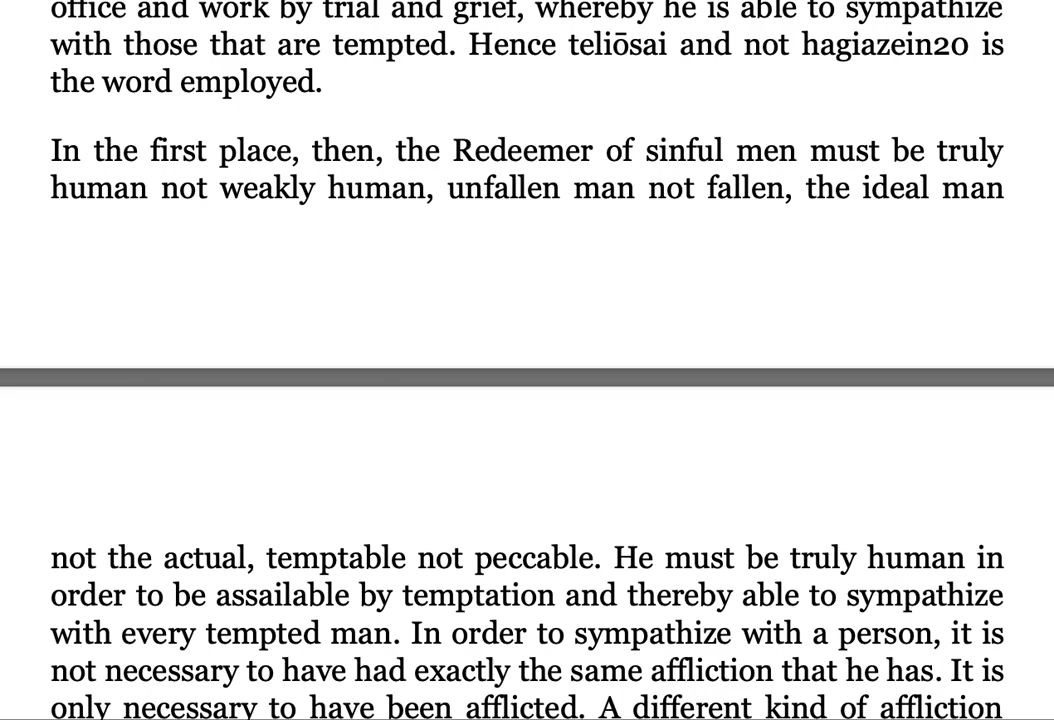 office and work by trial and grief, whereby he is able to sympathize
with those that are tempted. Hence teliōsai and not hagiazein20 is
the word employed.
In the first place, then, the Redeemer of sinful men must be truly
human not weakly human, unfallen man not fallen, the ideal man
not the actual, temptable not peccable. He must be truly human in
order to be assailable by temptation and thereby able to sympathize
with every tempted man. In order to sympathize with a person, it is
not necessary to have had exactly the same affliction that he has. It is
only necessary to have been afflicted. A different kind of affliction